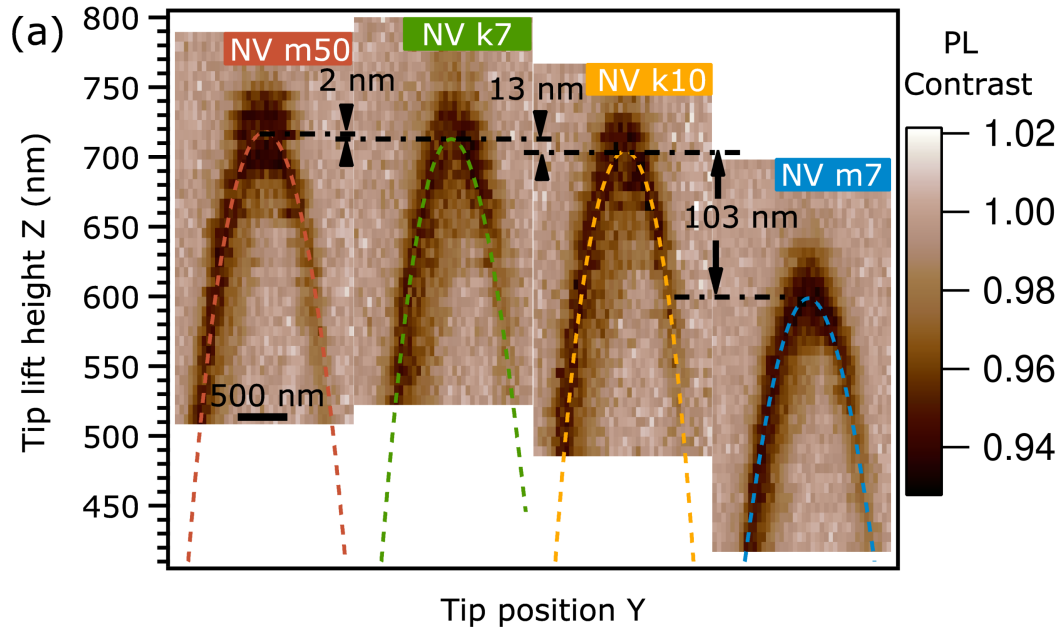 (a)
NV m50
NV k7
NV k10
NV m7
2 nm
13 nm
103 nm
500 nm
Tip lift height Z (nm)
800
750
700
650
600
550
500
450
Tip position Y
PL
Contrast
1.02
1.00
0.98
0.96
0.94